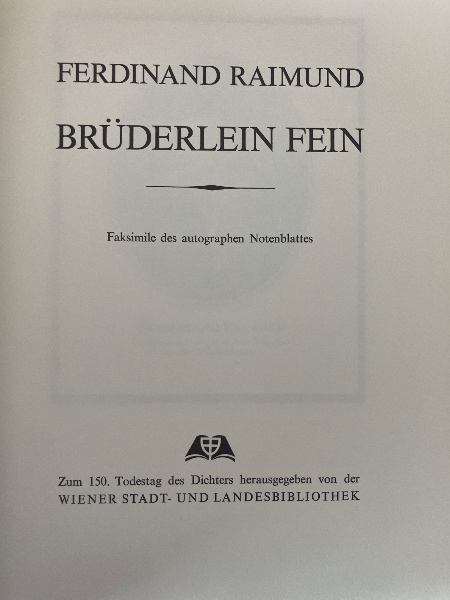 FERDINAND RAIMUND
BRÜDERLEIN FEIN
Faksimile des autographen Notenblattes
Zum 150. Todestag des Dichters herausgegeben von der
WIENER STADT- UND LANDESBIBLIOTHEK